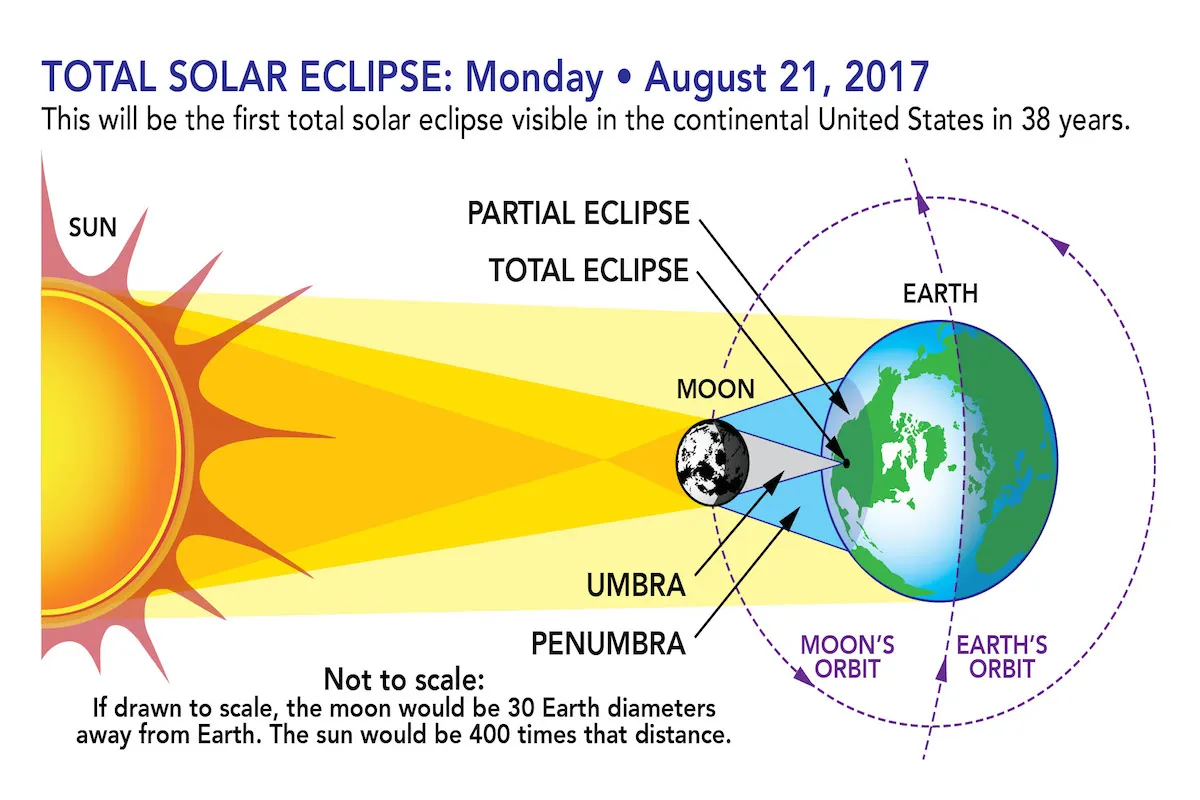 TOTAL SOLAR ECLIPSE: Monday • August 21, 2017
This will be the first total solar eclipse visible in the continental United States in 38 years.
SUN
PARTIAL ECLIPSE
TOTAL ECLIPSE
EARTH
MOON
UMBRA
PENUMBRA
MOON'S
ORBIT
EARTH'S
ORBIT
Not to scale:
If drawn to scale, the moon would be 30 Earth diameters
away from Earth. The sun would be 400 times that distance.